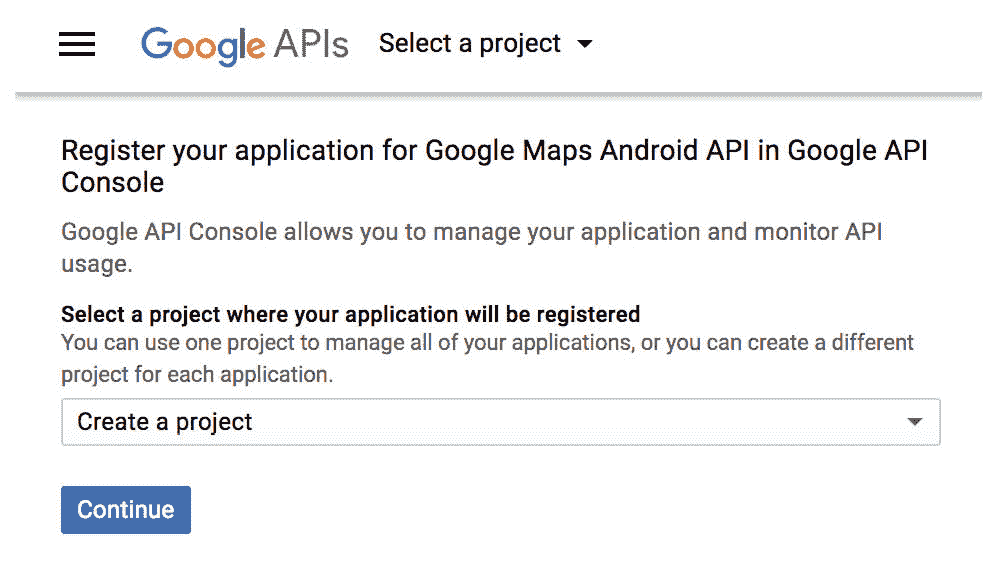 Google APIs Select a project
Register your application for Google Maps Android API in Google API
Console
Google API Console allows you to manage your application and monitor API
usage.
Select a project where your application will be registered
You can use one project to manage all of your applications, or you can create a different
project for each application.
Create a project
Continue